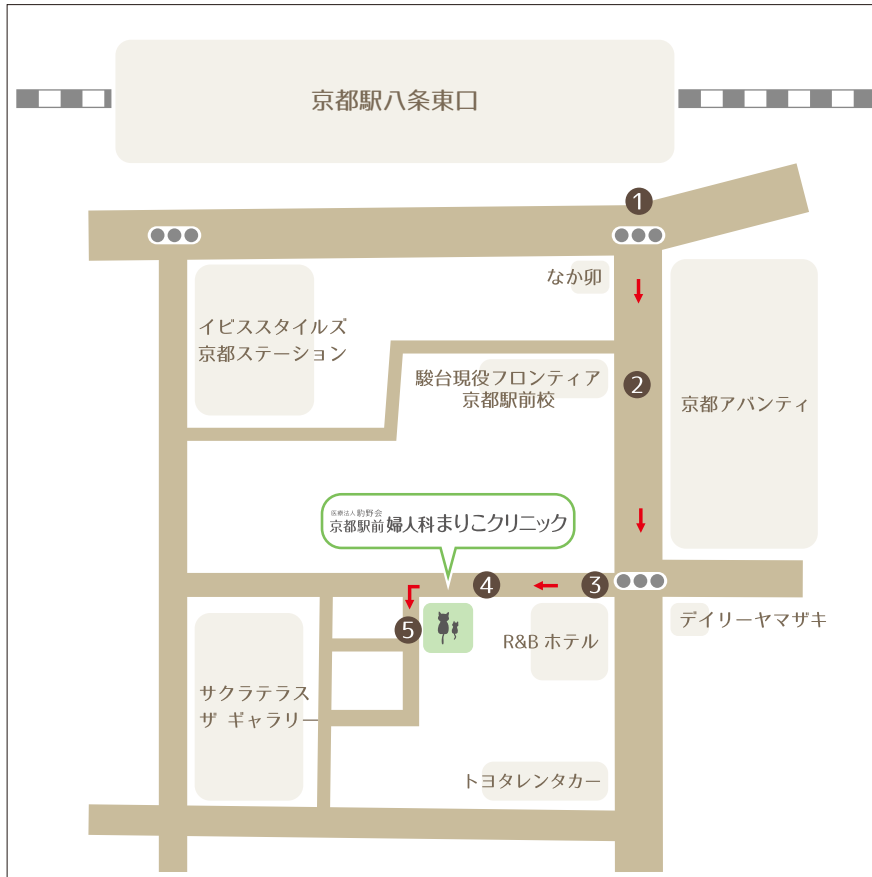 京都駅八条東口
1
なか卯
イビススタイルズ
京都ステーション
駿台現役フロンティア
京都駅前校
2
京都アバンティ
医療法人駒野会
京都駅前婦人科まりこクリニック
4
3
5
R&B ホテル
デイリーヤマザキ
サクラテラス
ザ ギャラリー
トヨタレンタカー